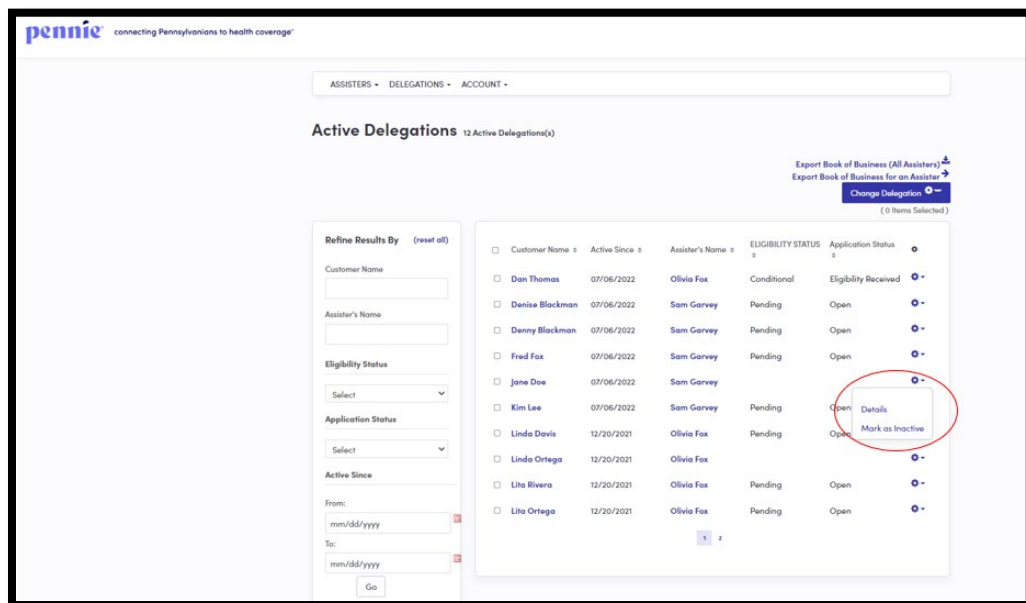 pennie connecting Pennsylvanians to health coverage
ASSISTERS DELEGATIONS ACCOUNT
Active Delegations 12 Active Delegations(s)
Export Book of Business (All Assisters)
Export Book of Business for an Assister
Change Delegation
( 0 Items Selected )
Refine Results By (reset all)
Customer Name
Assister's Name
Eligibility Status
Select
Application Status
Select
Active Since
From:
mm/dd/yyyy
To:
mm/dd/yyyy
Go
Customer Name Active Since Assister's Name ELIGIBILITY STATUS Application Status
Dan Thomas 07/06/2022 Olivia Fox Conditional Eligibility Received
Denise Blackman 07/06/2022 Sam Garvey Pending Open
Denny Blackman 07/06/2022 Sam Garvey Pending Open
Fred Fox 07/06/2022 Sam Garvey Pending Open
Jane Doe 07/06/2022 Sam Garvey
Kim Lee 07/06/2022 Sam Garvey Pending Open
Details
Linda Davis 12/20/2021 Olivia Fox Pending Open
Mark as Inactive
Linda Ortega 12/20/2021 Olivia Fox
Lita Rivera 12/20/2021 Olivia Fox Pending Open
Lita Ortega 12/20/2021 Olivia Fox Pending Open
1 2